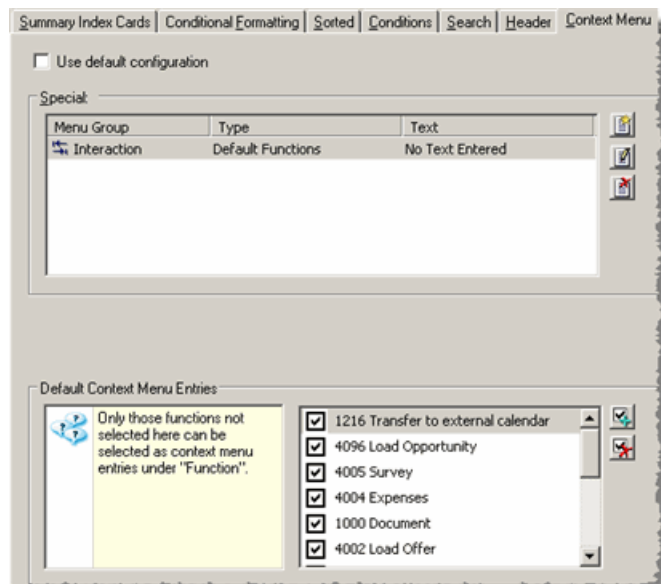 Summary Index Cards Conditional Formatting Sorted Conditions Search Header Context Menu
Use default configuration
Special:
Menu Group Type Text
Interaction Default Functions No Text Entered
Default Context Menu Entries
Only those functions not
selected here can be
selected as context menu
entries under "Function".
1216 Transfer to external calendar
4096 Load Opportunity
4005 Survey
4004 Expenses
1000 Document
4002 Load Offer